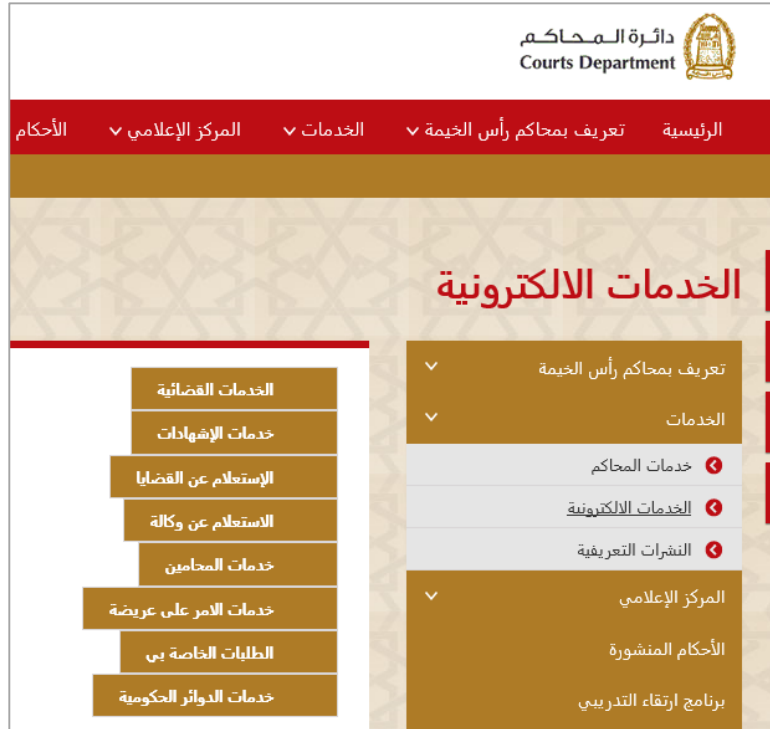 دائرة المحاكم
Courts Department
الرئيسية
تعريف بمحاكم رأس الخيمة
الخدمات
المركز الإعلامي
الأحكام
الخدمات الالكترونية
تعريف بمحاكم رأس الخيمة
الخدمات
خدمات المحاكم
الخدمات الالكترونية
النشرات التعريفية
المركز الإعلامي
الأحكام المنشورة
برنامج ارتقاء التدريبي
الخدمات القضائية
خدمات الإشهادات
الإستعلام عن القضايا
الاستعلام عن وكالة
خدمات المحامين
خدمات الامر على عريضة
الطلبات الخاصة بي
خدمات الدوائر الحكومية